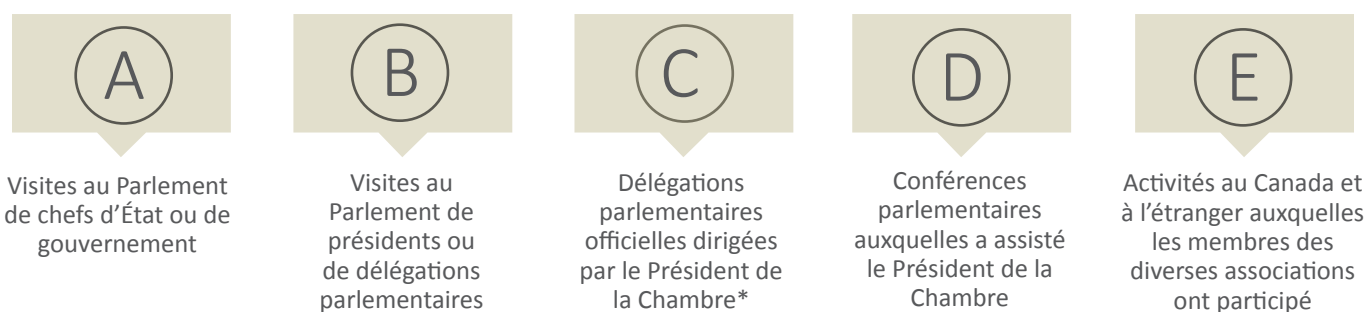 A
Visites au Parlement
de chefs d’État ou de
gouvernement
B
Visites au
Parlement de
présidents ou
de délégations
parlementaires
C
Délégations
parlementaires
officielles dirigées
par le Président de
la Chambre*
D
Conférences
parlementaires
auxquelles a assisté
le Président de la
Chambre
E
Activités au Canada et
à l’étranger auxquelles
les membres des
diverses associations
ont participé